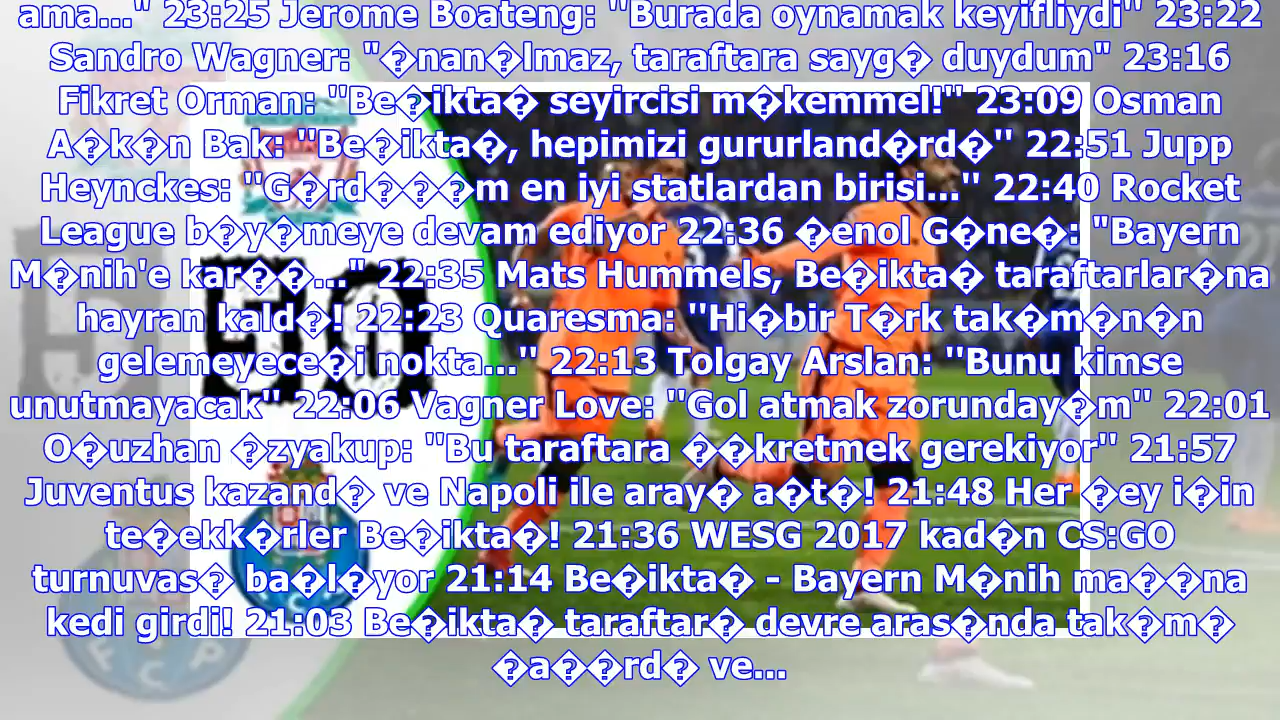 ama..." 23:25 Jerome Boateng: "Burada oynamak keyifliydi" 23:22
Sandro Wagner: "�nan�lmaz, taraftara sayg� duydum" 23:16
Fikret Orman: "Be�ikta� seyircisi m�kemmel!" 23:09 Osman
A�k�n Bak: "Be�ikta�, hepimizi gururland�rd�" 22:51 Jupp
Heynckes: "G�rd���m en iyi statlardan birisi..." 22:40 Rocket
League b�y�meye devam ediyor 22:36 �enol G�ne�: "Bayern
M�nih'e kar��..." 22:35 Mats Hummels, Be�ikta� taraftarlar�na
hayran kald�! 22:23 Quaresma: "Hi�bir T�rk tak�m�n�n
gelemeyece�i nokta..." 22:13 Tolgay Arslan: "Bunu kimse
unutmayacak" 22:06 Vagner Love: "Gol atmak zorunday�m" 22:01
O�uzhan �zyakup: "Bu taraftara ��kretmek gerekiyor" 21:57
Juventus kazand� ve Napoli ile aray� a�t�! 21:48 Her �ey i�in
te�ekk�rler Be�ikta�! 21:36 WESG 2017 kad�n CS:GO
turnuvas� ba�l�yor 21:14 Be�ikta� - Bayern M�nih ma��na
kedi girdi! 21:03 Be�ikta� taraftar� devre aras�nda tak�m�
�a��rd� ve...